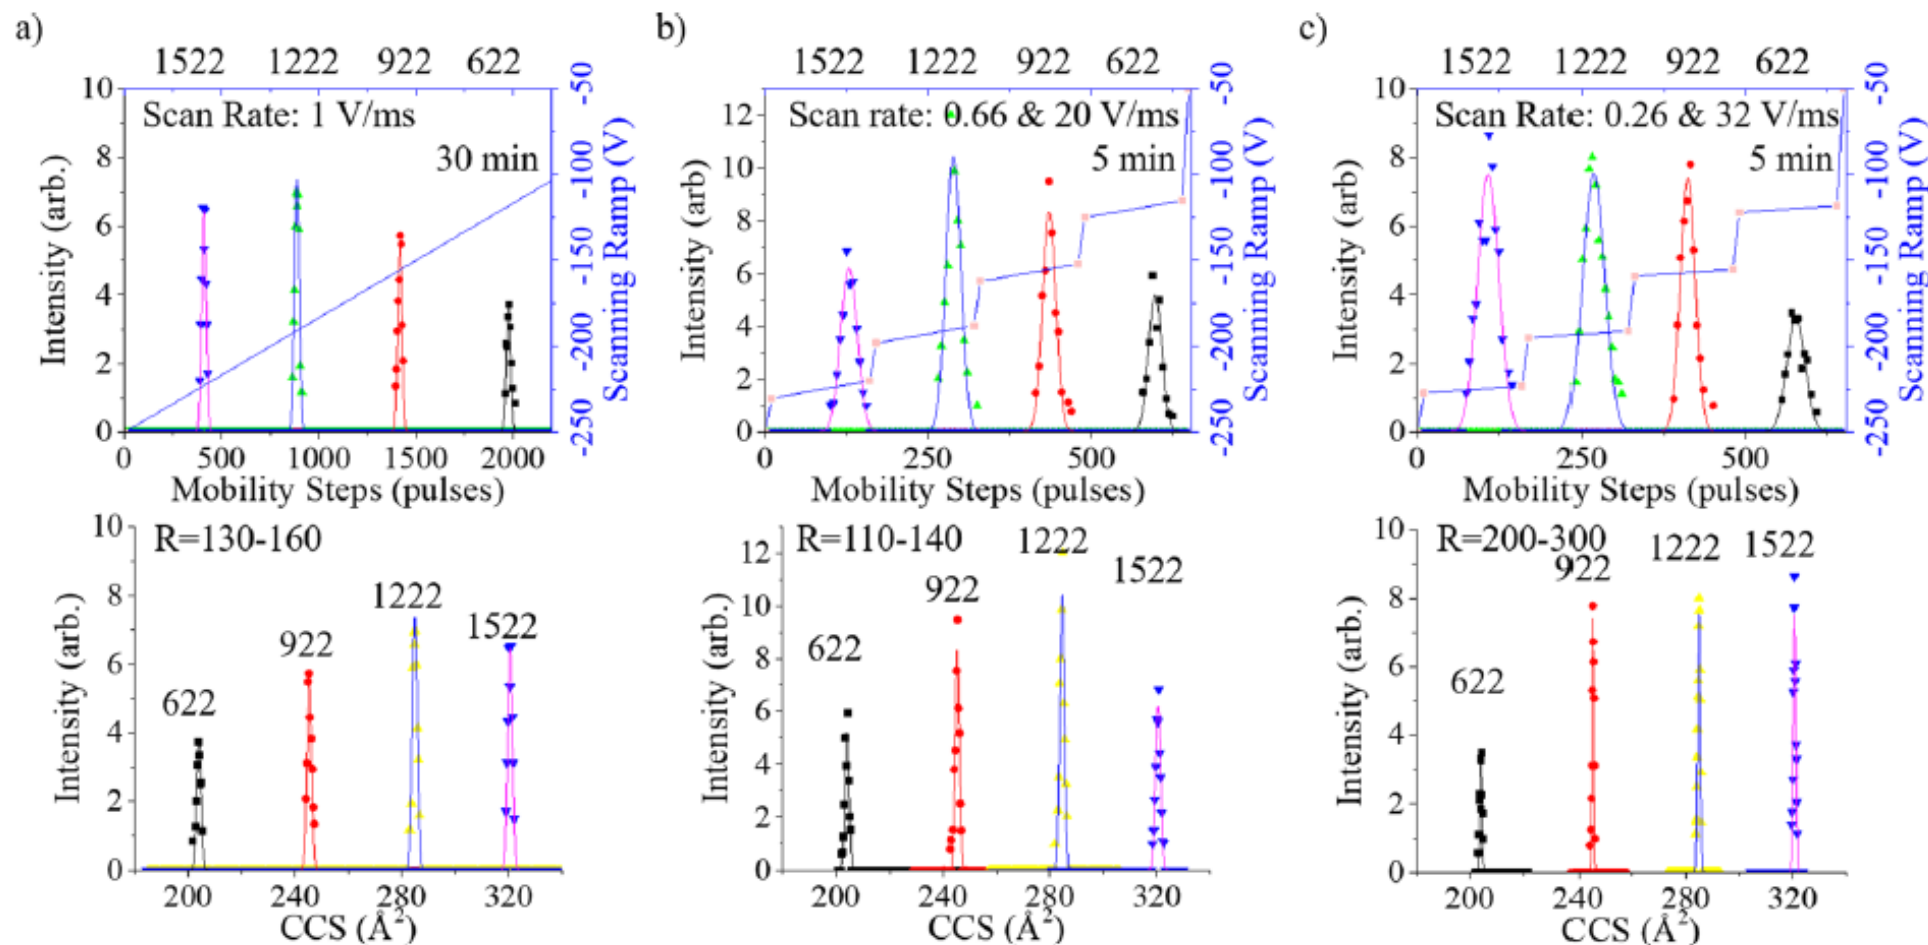 a)
1522 1222 922 622
Scan Rate: 1 V/ms
30 min
10
8
6
4
2
0
Intensity (arb.)
-50
-100
-150
-200
-250
Scanning Ramp (V)
0 500 1000 1500 2000
Mobility Steps (pulses)
b)
1522 1222 922 622
Scan rate: 0.66 & 20 V/ms
5 min
12
10
8
6
4
2
0
Intensity (arb)
-50
-100
-150
-200
-250
Scanning Ramp (V)
0 250 500
Mobility Steps (pulses)
c)
1522 1222 922 622
Scan Rate: 0.26 & 32 V/ms
5 min
10
8
6
4
2
0
Intensity (arb)
-50
-100
-150
-200
-250
Scanning Ramp (V)
0 250 500
Mobility Steps (pulses)
R=130-160
10
8
6
4
2
0
Intensity (arb.)
622 922 1222 1522
200 240 280 320
CCS (Å²)
R=110-140
12
10
8
6
4
2
0
Intensity (arb.)
622 922 1222 1522
200 240 280 320
CCS (Å²)
R=200-300
10
8
6
4
2
0
Intensity (arb.)
622 922 1222 1522
200 240 280 320
CCS (Å²)